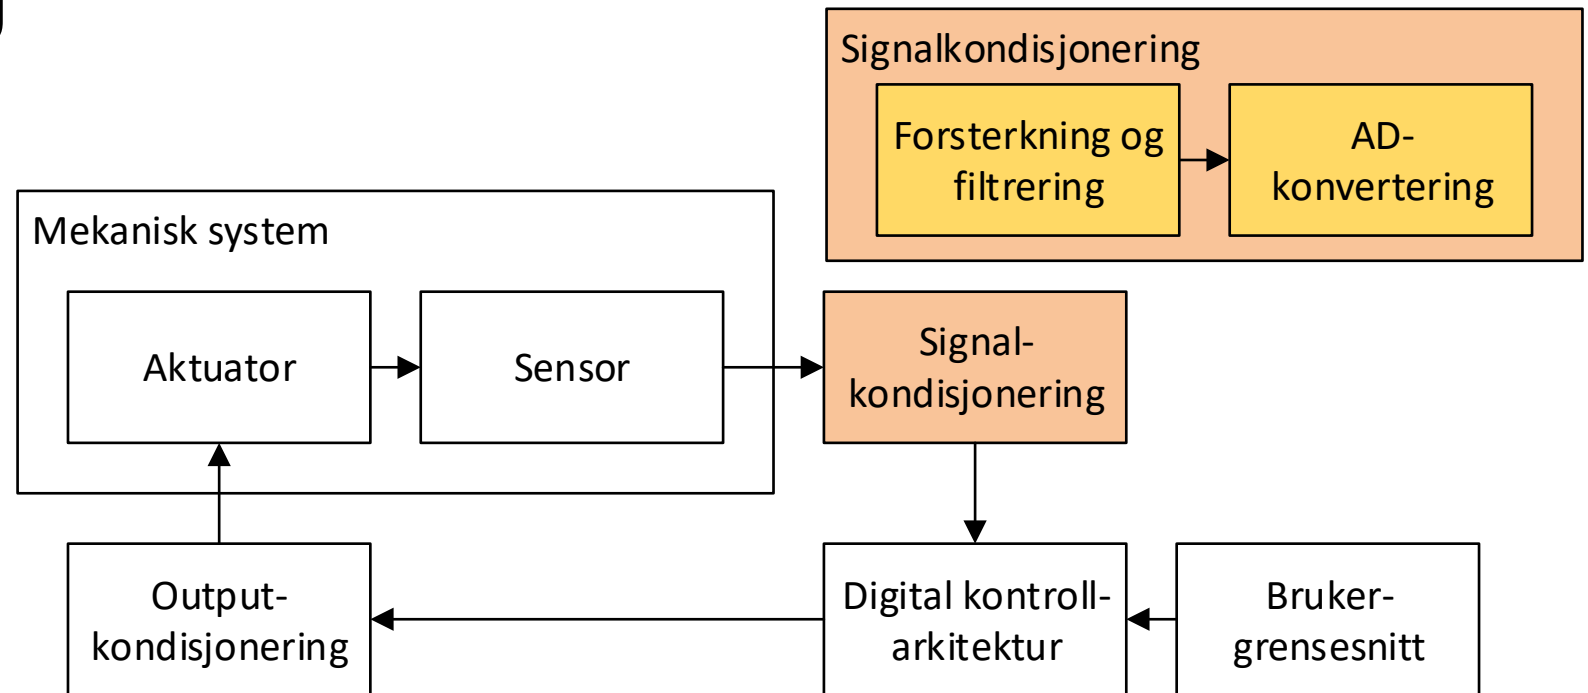 Signalkondisjonering
Forsterkning og
filtrering
AD-
konvertering
Mekanisk system
Aktuator
Sensor
Signal-
kondisjonering
Output-
kondisjonering
Digital kontroll-
arkitektur
Bruker-
grensesnitt